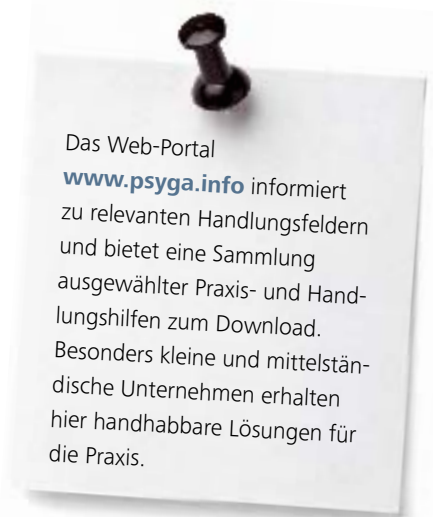 Das Web-Portal
www.psyga.info informiert
zu relevanten Handlungsfeldern
und bietet eine Sammlung
ausgewählter Praxis- und Hand-
lungshilfen zum Download.
Besonders kleine und mittelstän-
dische Unternehmen erhalten
hier handhabbare Lösungen für
die Praxis.